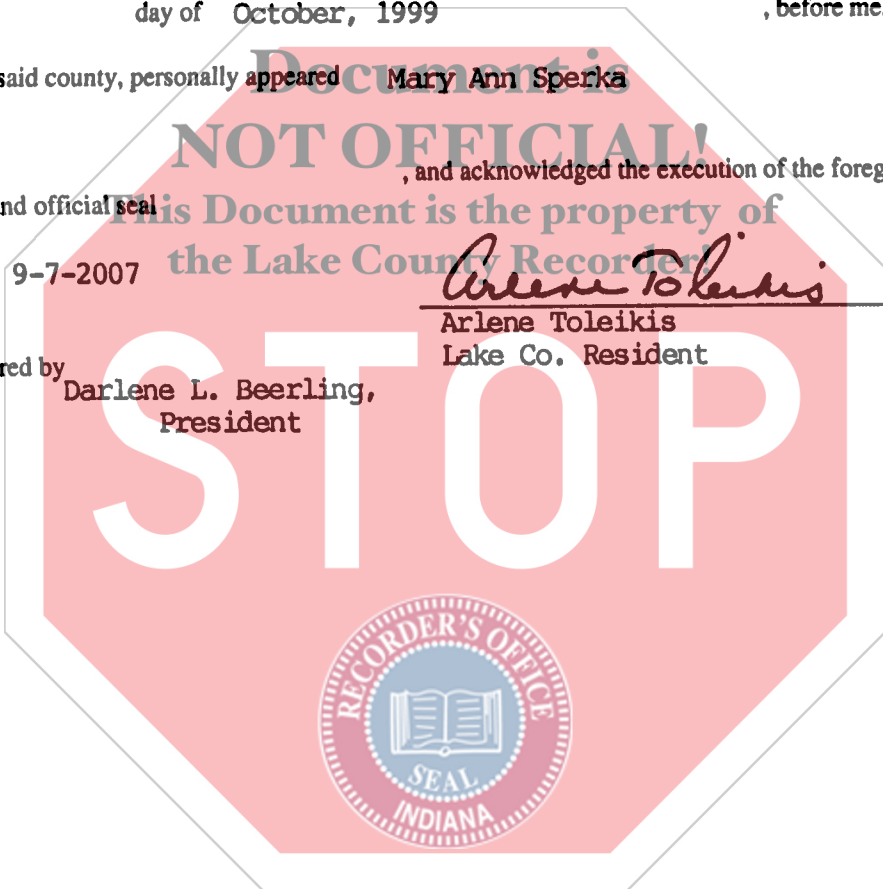 day of October, 1999 , before me
said county, personally appeared Mary Ann Sperka
Document is
NOT OFFICIAL!
This Document is the property of
the Lake County Recorder!
, and acknowledged the execution of the foreg
nd official seal
9-7-2007
Arlene Toleikis
Arlene Toleikis
Lake Co. Resident
red by
Darlene L. Beerling,
President
STOP
RECORDER'S OFFICE
SEAL
INDIANA